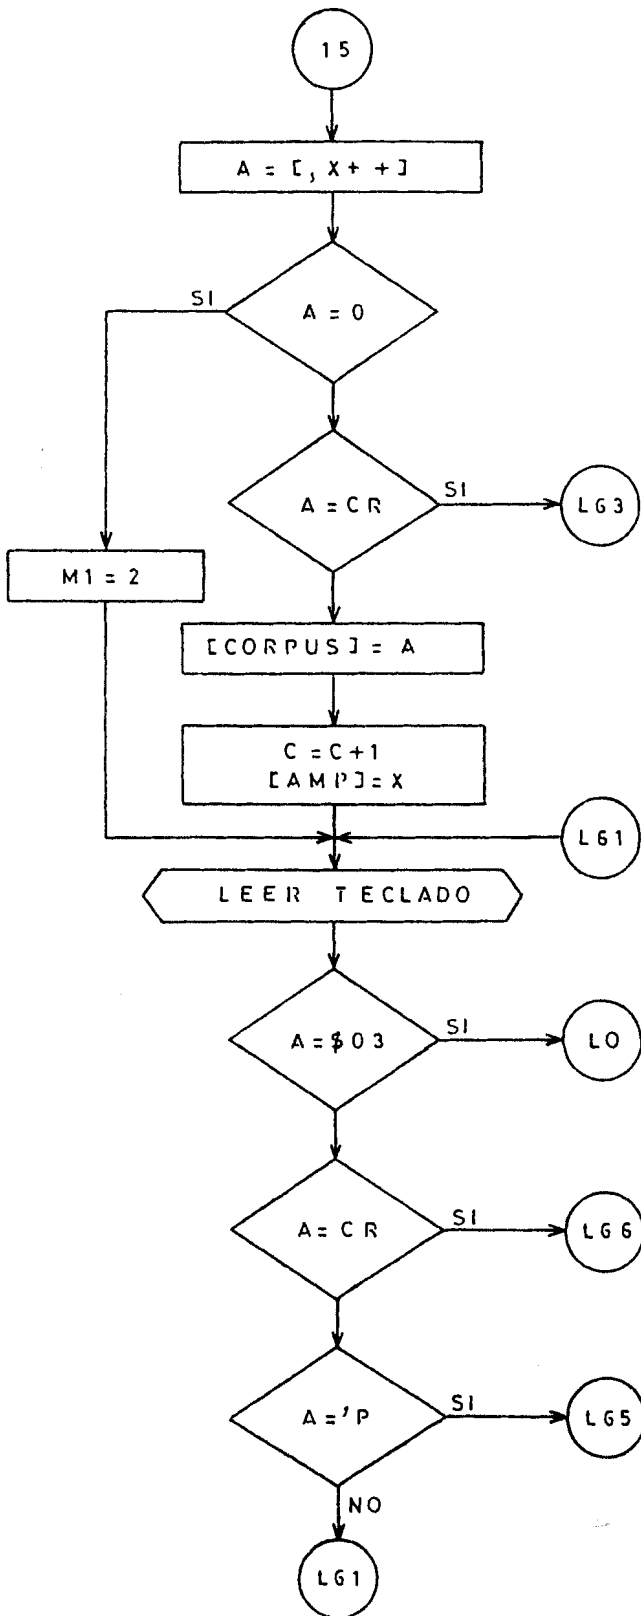 15
A = [, X + +]
SI
A = 0
A = CR
SI
LG3
M1 = 2
[CORPUS] = A
C = C+1
[AMP]=X
LG1
LEER TECLADO
A = $03
SI
LO
A = CR
SI
LG6
A = 'P
SI
LG5
NO
LG1